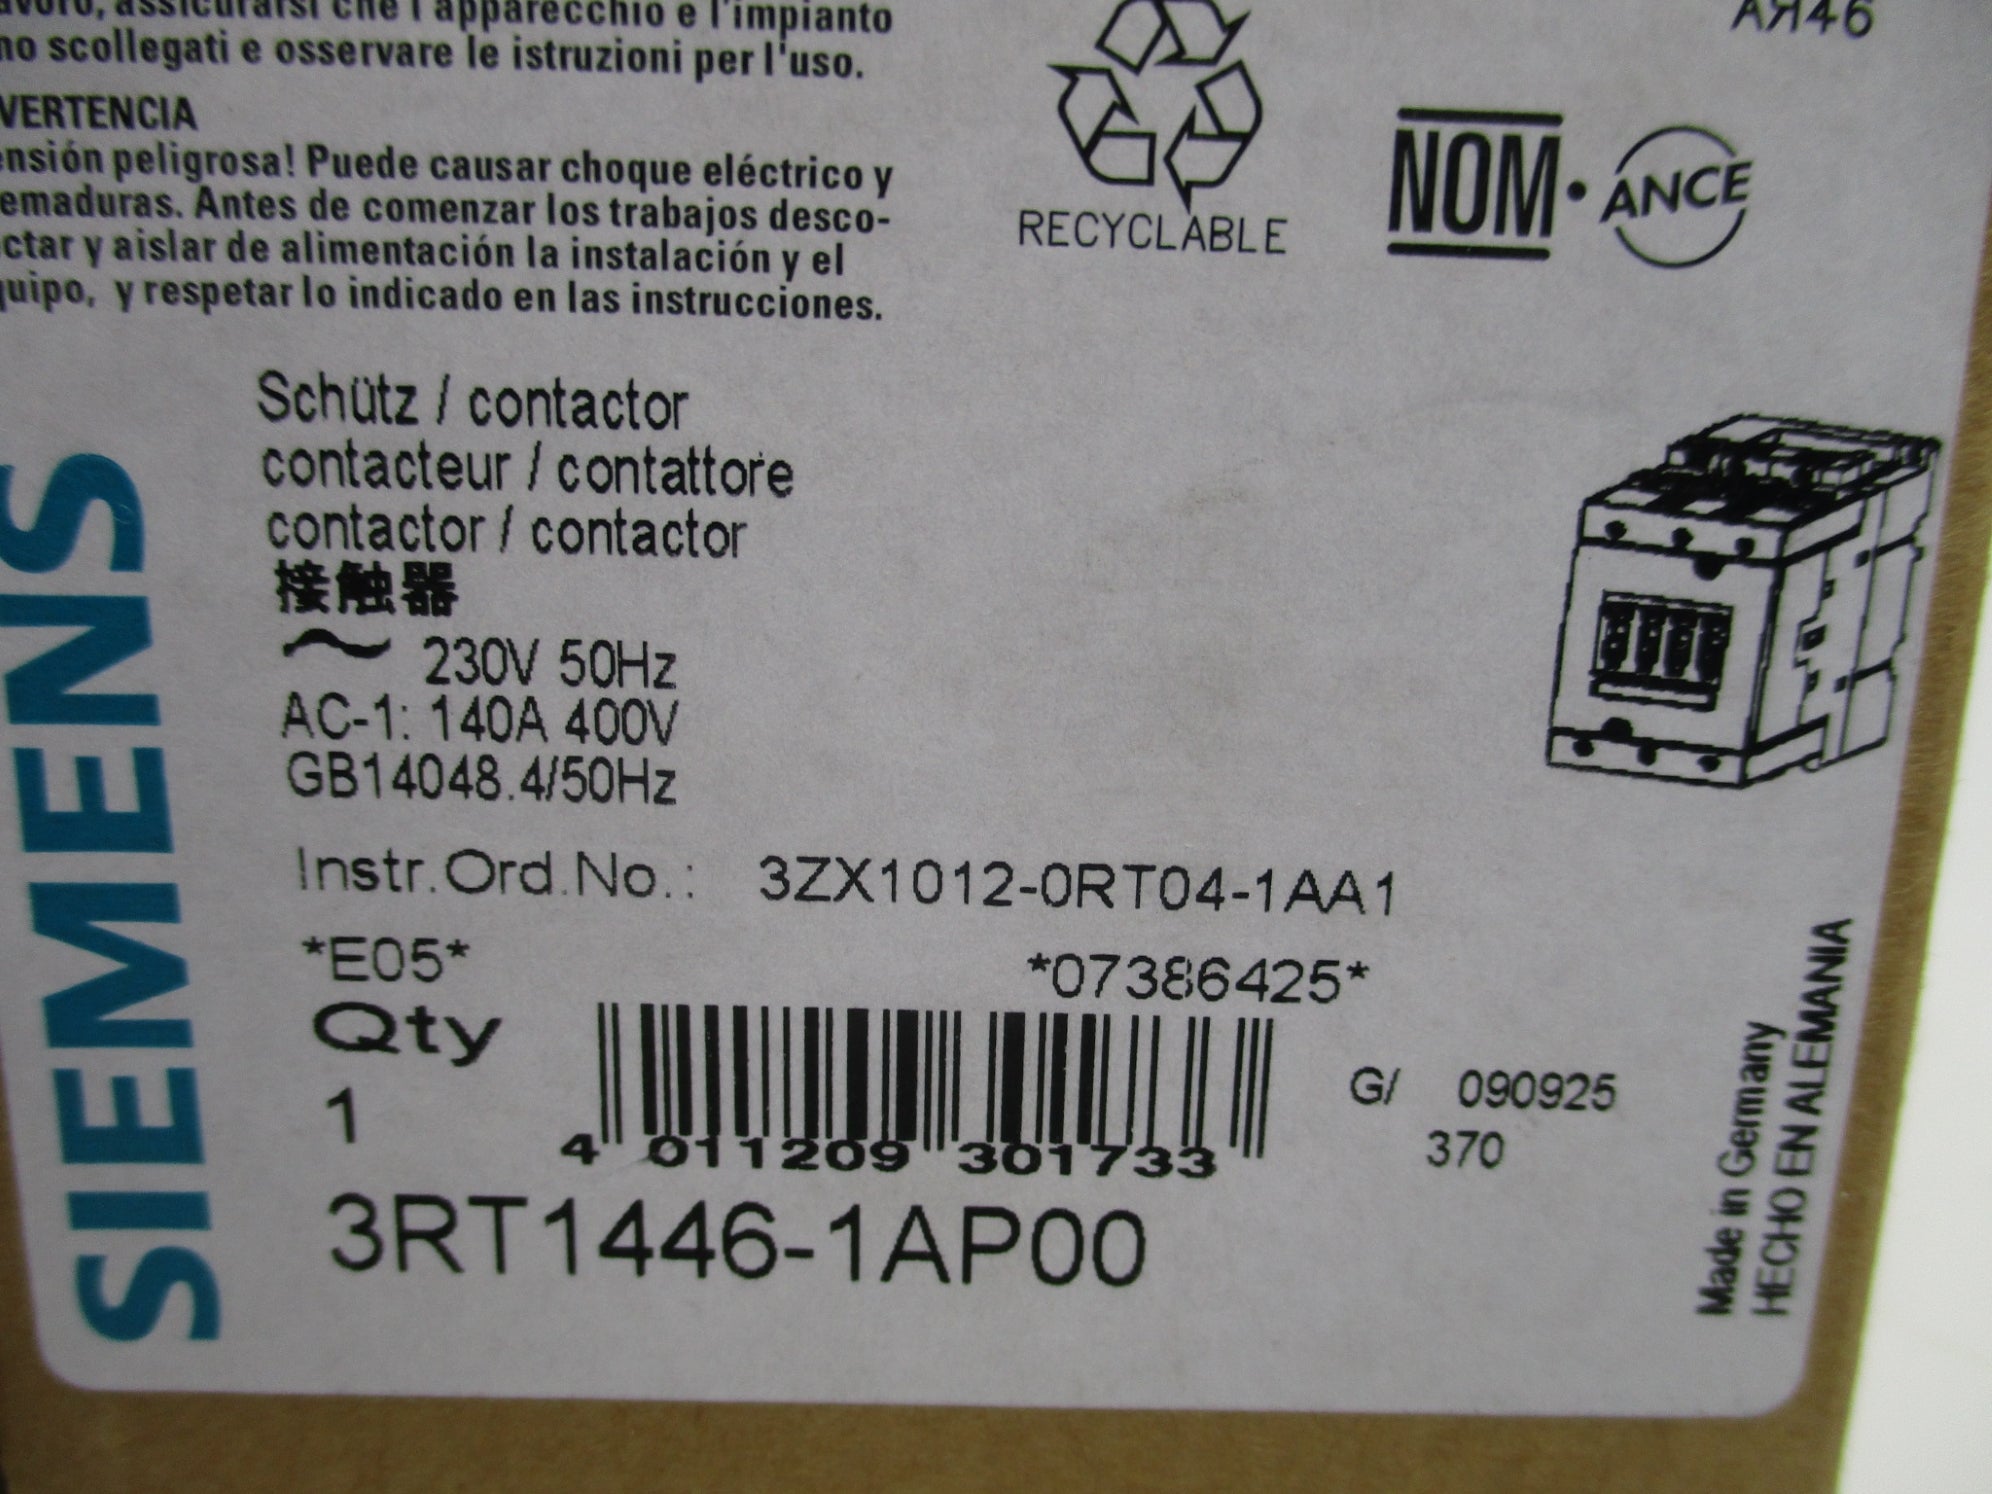 assicurarsi che l'apparecchio e l'impianto
no scollegati e osservare le istruzioni per l'uso.
VERTENCIA
ensión peligrosa! Puede causar choque eléctrico y
emaduras. Antes de comenzar los trabajos desco-
ctar y aislar de alimentación la instalación y el
quipo, y respetar lo indicado en las instrucciones.
RECYCLABLE
NOM·ANCE
SIEMENS
Schütz / contactor
contacteur / contattore
contactor / contactor
接触器
~ 230V 50Hz
AC-1: 140A 400V
GB14048.4/50Hz
Instr.Ord.No.: 3ZX1012-0RT04-1AA1
*E05* *07386425*
Qty
1
4 011209 301733
G/ 090925
370
3RT1446-1AP00
Made in Germany
HECHO EN ALEMANIA